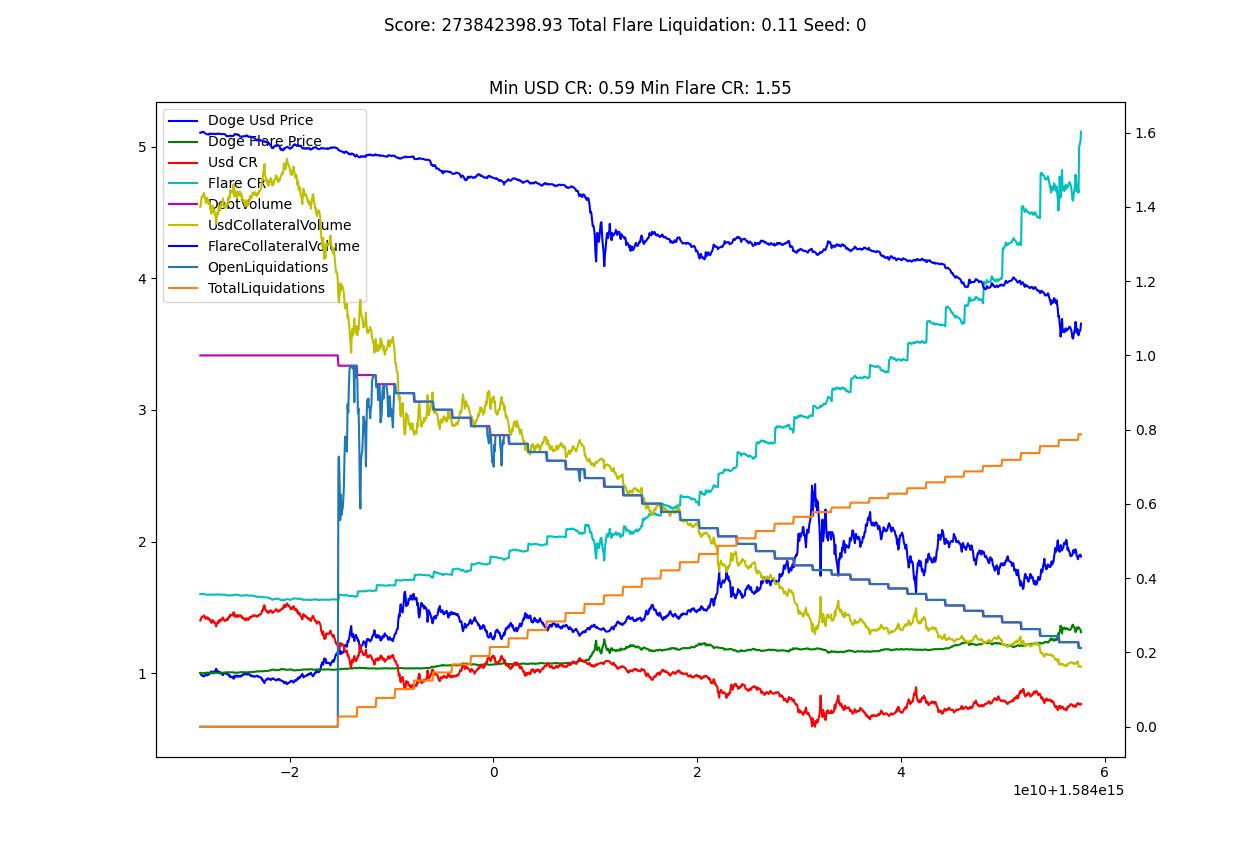 Score: 273842398.93 Total Flare Liquidation: 0.11 Seed: 0
Min USD CR: 0.59 Min Flare CR: 1.55
Doge Usd Price
Doge Flare Price
Usd CR
Flare CR
DebtVolume
UsdCollateralVolume
FlareCollateralVolume
OpenLiquidations
TotalLiquidations
5
4
3
2
1
1.6
1.4
1.2
1.0
0.8
0.6
0.4
0.2
0.0
−2
0
2
4
6
1e10+1.584e15